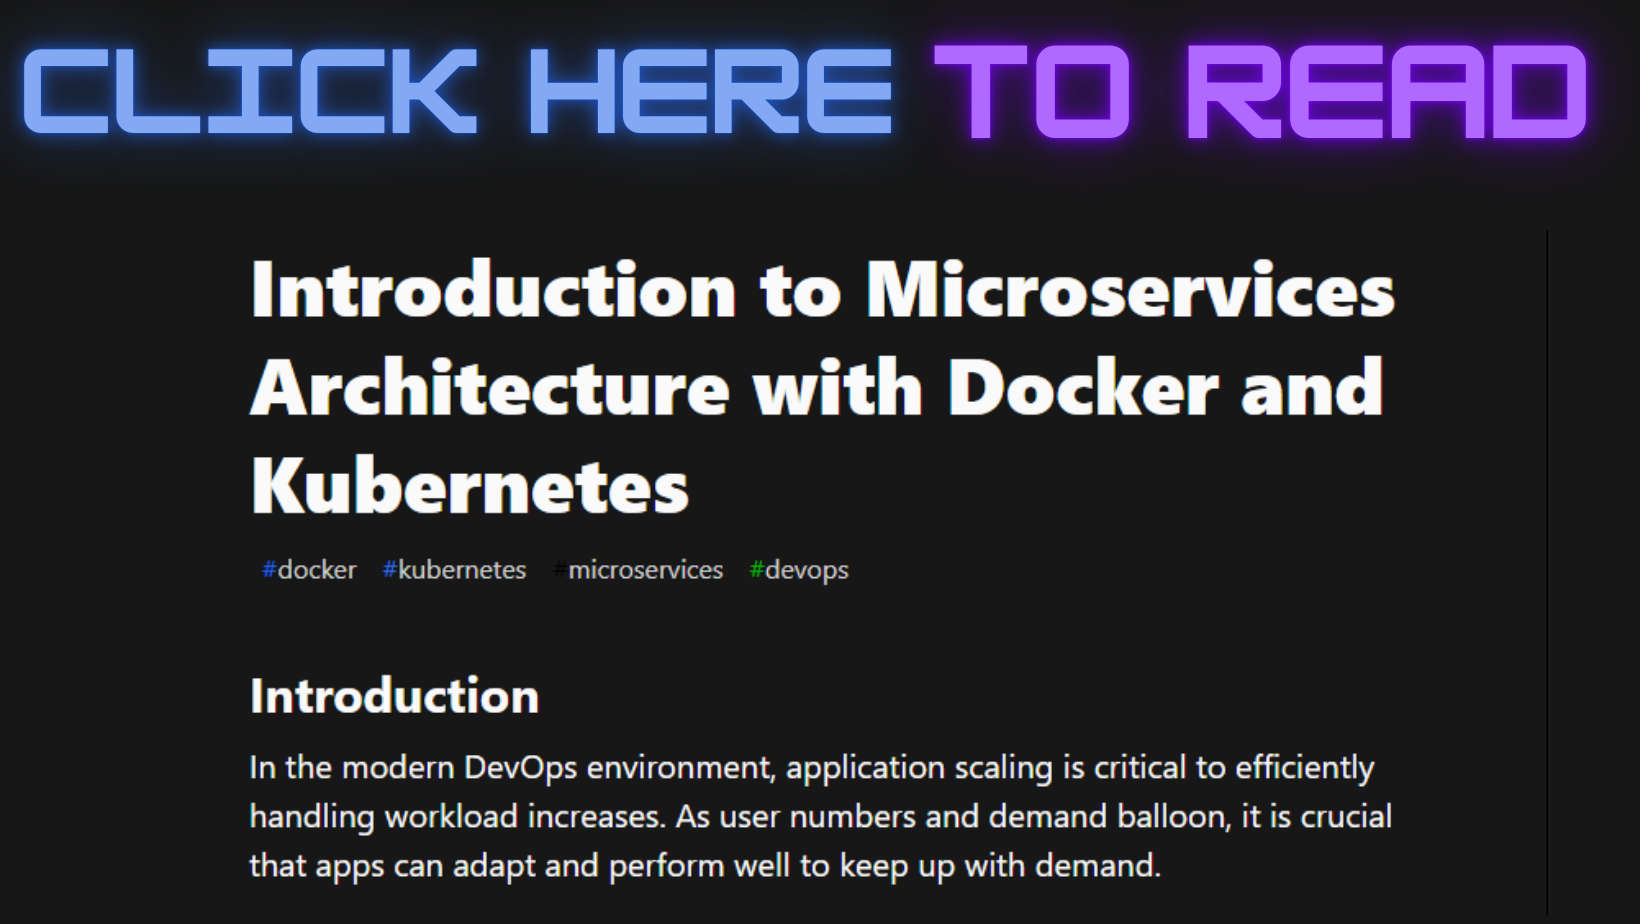 CLICK HERE TO READ
Introduction to Microservices
Architecture with Docker and
Kubernetes
#docker #kubernetes #microservices #devops
Introduction
In the modern DevOps environment, application scaling is critical to efficiently
handling workload increases. As user numbers and demand balloon, it is crucial
that apps can adapt and perform well to keep up with demand.